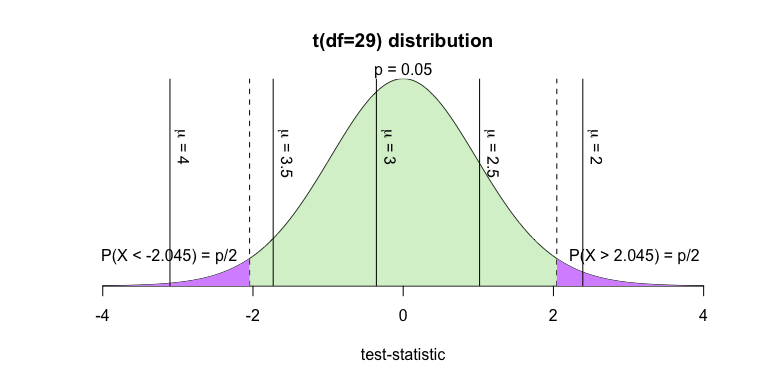 t(df=29) distribution
p = 0.05
μ = 4
μ = 3.5
μ = 3
μ = 2.5
μ = 2
P(X < -2.045) = p/2
P(X > 2.045) = p/2
-4 -2 0 2 4
test-statistic